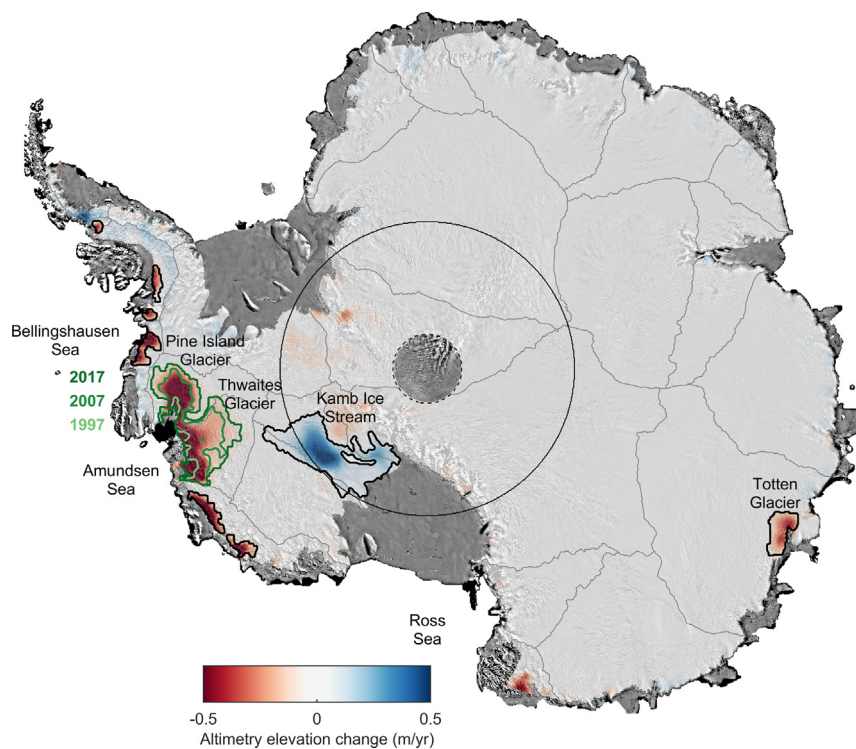 Bellingshausen
Sea
Pine Island
Glacier
2017
2007
1997
Thwaites
Glacier
Kamb Ice
Stream
Amundsen
Sea
Totten
Glacier
Ross
Sea
-0.5
0
0.5
Altimetry elevation change (m/yr)